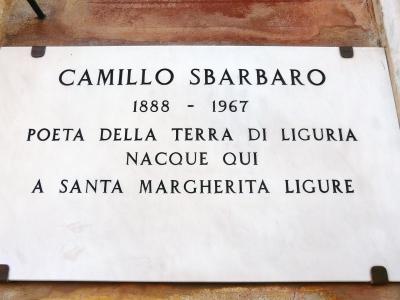 CAMILLO SBARBARO
1888 - 1967
POETA DELLA TERRA DI LIGURIA
NACQUE QUI
A SANTA MARGHERITA LIGURE